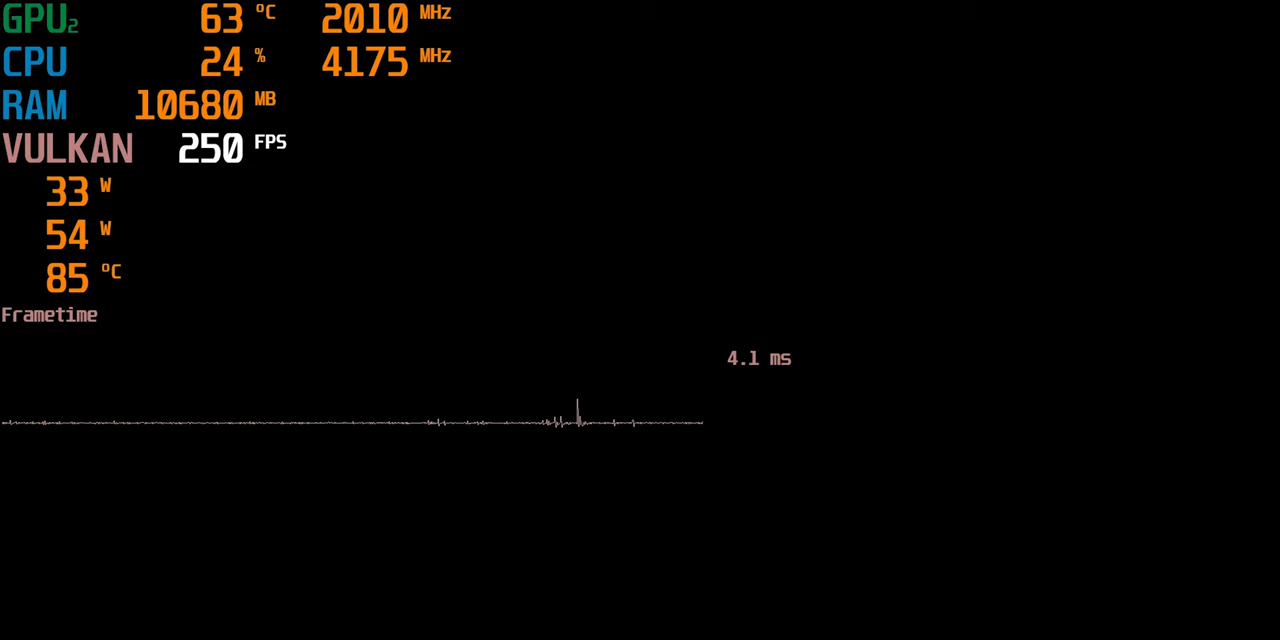 GPU2 63 °C 2010 MHz
CPU 24 % 4175 MHz
RAM 10680 MB
VULKAN 250 FPS
33 W
54 W
85 °C
Frametime
4.1 ms